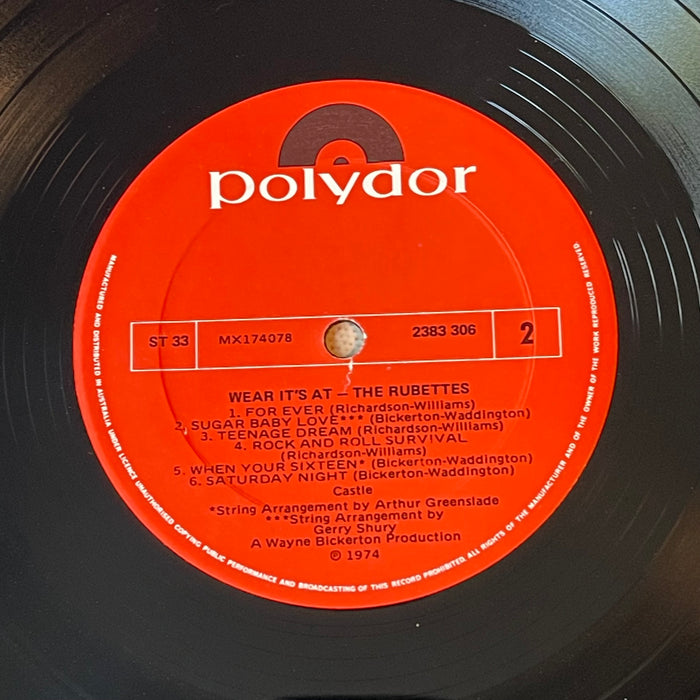 polydor
ST 33 MX174078 2383 306 2
WEAR IT'S AT – THE RUBETTES
1. FOR EVER (Richardson-Williams)
2. SUGAR BABY LOVE*** (Bickerton-Waddington)
3. TEENAGE DREAM (Richardson-Williams)
4. ROCK AND ROLL SURVIVAL
(Richardson-Williams)
5. WHEN YOUR SIXTEEN* (Bickerton-Waddington)
6. SATURDAY NIGHT (Bickerton-Waddington)
Castle
*String Arrangement by Arthur Greenslade
***String Arrangement by
Gerry Shury
A Wayne Bickerton Production
℗ 1974
MANUFACTURED AND DISTRIBUTED IN AUSTRALIA UNDER LICENCE UNAUTHORISED COPYING PUBLIC PERFORMANCE AND BROADCASTING OF THIS RECORD PROHIBITED. ALL RIGHTS OF THE MANUFACTURER AND OF THE OWNER OF THE WORK REPRODUCED RESERVED.